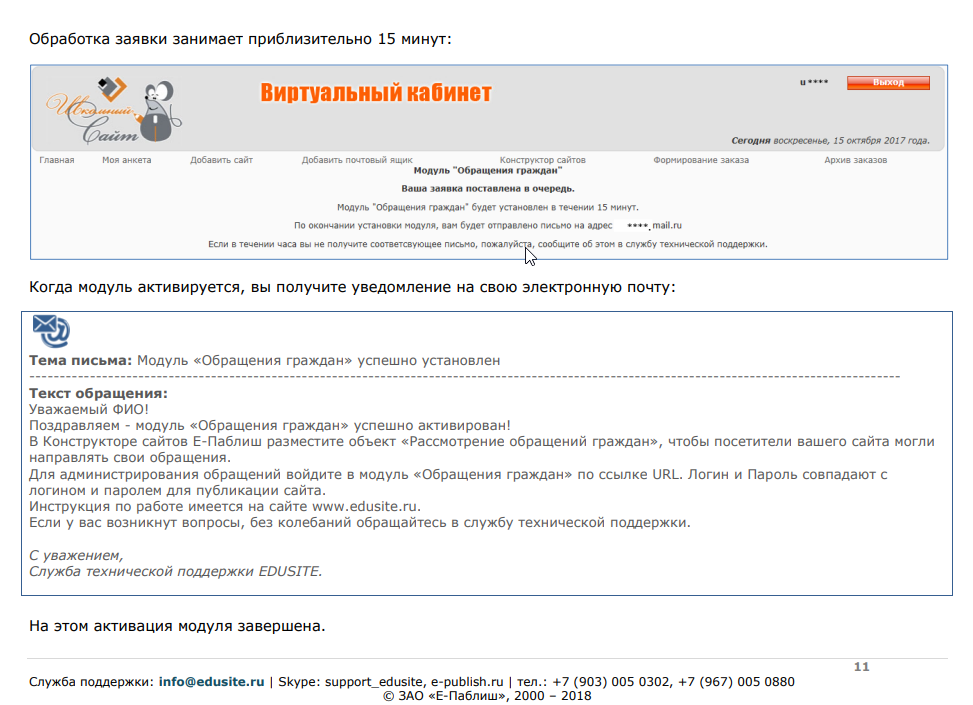 Обработка заявки занимает приблизительно 15 минут:
Школьный Сайт
Виртуальный кабинет
u**** Выход
Сегодня воскресенье, 15 октября 2017 года.
Главная Моя анкета Добавить сайт Добавить почтовый ящик Конструктор сайтов Формирование заказа Архив заказов
Модуль "Обращения граждан"
Ваша заявка поставлена в очередь.
Модуль "Обращения граждан" будет установлен в течении 15 минут.
По окончании установки модуля, вам будет отправлено письмо на адрес ****.mail.ru
Если в течении часа вы не получите соответсвующее письмо, пожалуйста, сообщите об этом в службу технической поддержки.
Когда модуль активируется, вы получите уведомление на свою электронную почту:
Тема письма: Модуль «Обращения граждан» успешно установлен
Текст обращения:
Уважаемый ФИО!
Поздравляем - модуль «Обращения граждан» успешно активирован!
В Конструкторе сайтов Е-Паблиш разместите объект «Рассмотрение обращений граждан», чтобы посетители вашего сайта могли
направлять свои обращения.
Для администрирования обращений войдите в модуль «Обращения граждан» по ссылке URL. Логин и Пароль совпадают с
логином и паролем для публикации сайта.
Инструкция по работе имеется на сайте www.edusite.ru.
Если у вас возникнут вопросы, без колебаний обращайтесь в службу технической поддержки.
С уважением,
Служба технической поддержки EDUSITE.
На этом активация модуля завершена.
11
Служба поддержки: info@edusite.ru | Skype: support_edusite, e-publish.ru | тел.: +7 (903) 005 0302, +7 (967) 005 0880
© ЗАО «Е-Паблиш», 2000 – 2018